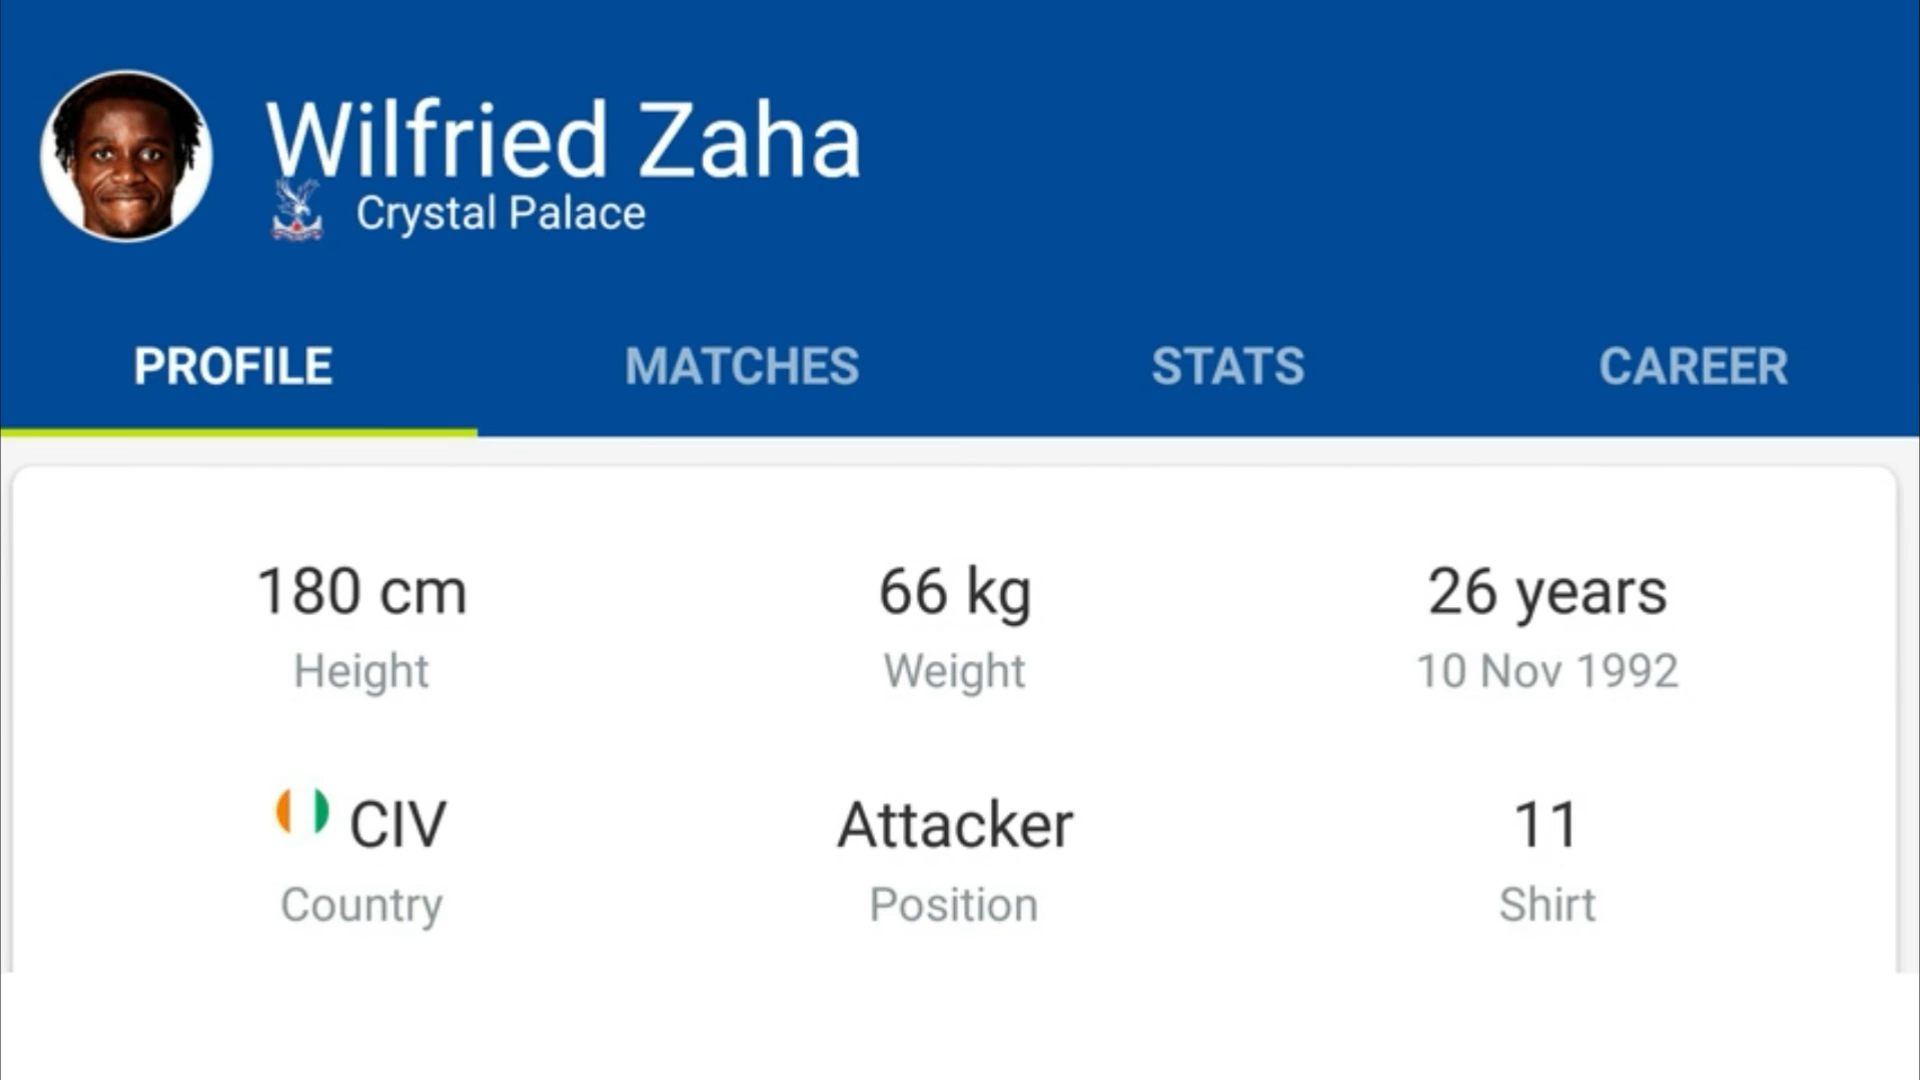 Wilfried Zaha
Crystal Palace
PROFILE MATCHES STATS CAREER
180 cm 66 kg 26 years
Height Weight 10 Nov 1992
CIV Attacker 11
Country Position Shirt